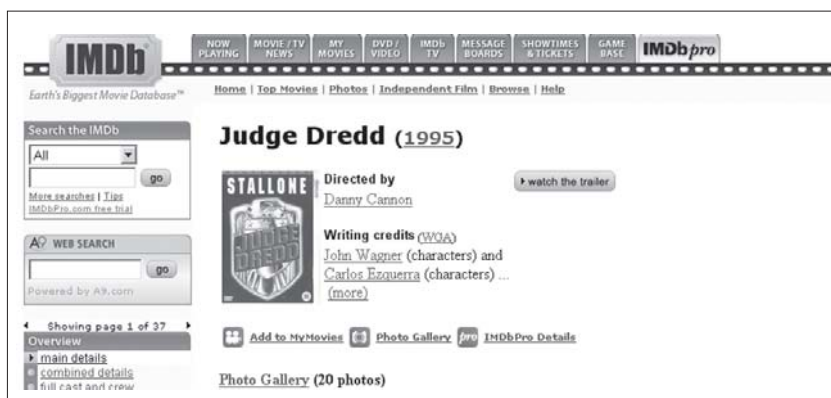 IMDb
NOW PLAYING
MOVIE / TV NEWS
MY MOVIES
DVD / VIDEO
IMDb TV
MESSAGE BOARDS
SHOWTIMES & TICKETS
GAME BASE
IMDbpro
Earth's Biggest Movie Database™
Home | Top Movies | Photos | Independent Film | Browse | Help
Search the IMDb
All
go
More searches | Tips
IMDbPro.com free trial
A9 WEB SEARCH
go
Powered by A9.com
Showing page 1 of 37
Overview
main details
combined details
full cast and crew
Judge Dredd (1995)
STALLONE
JUDGE
DREDD
Directed by
Danny Cannon
watch the trailer
Writing credits (WGA)
John Wagner (characters) and
Carlos Ezquerra (characters) ...
(more)
Add to MyMovies
Photo Gallery
pro
IMDbPro Details
Photo Gallery (20 photos)